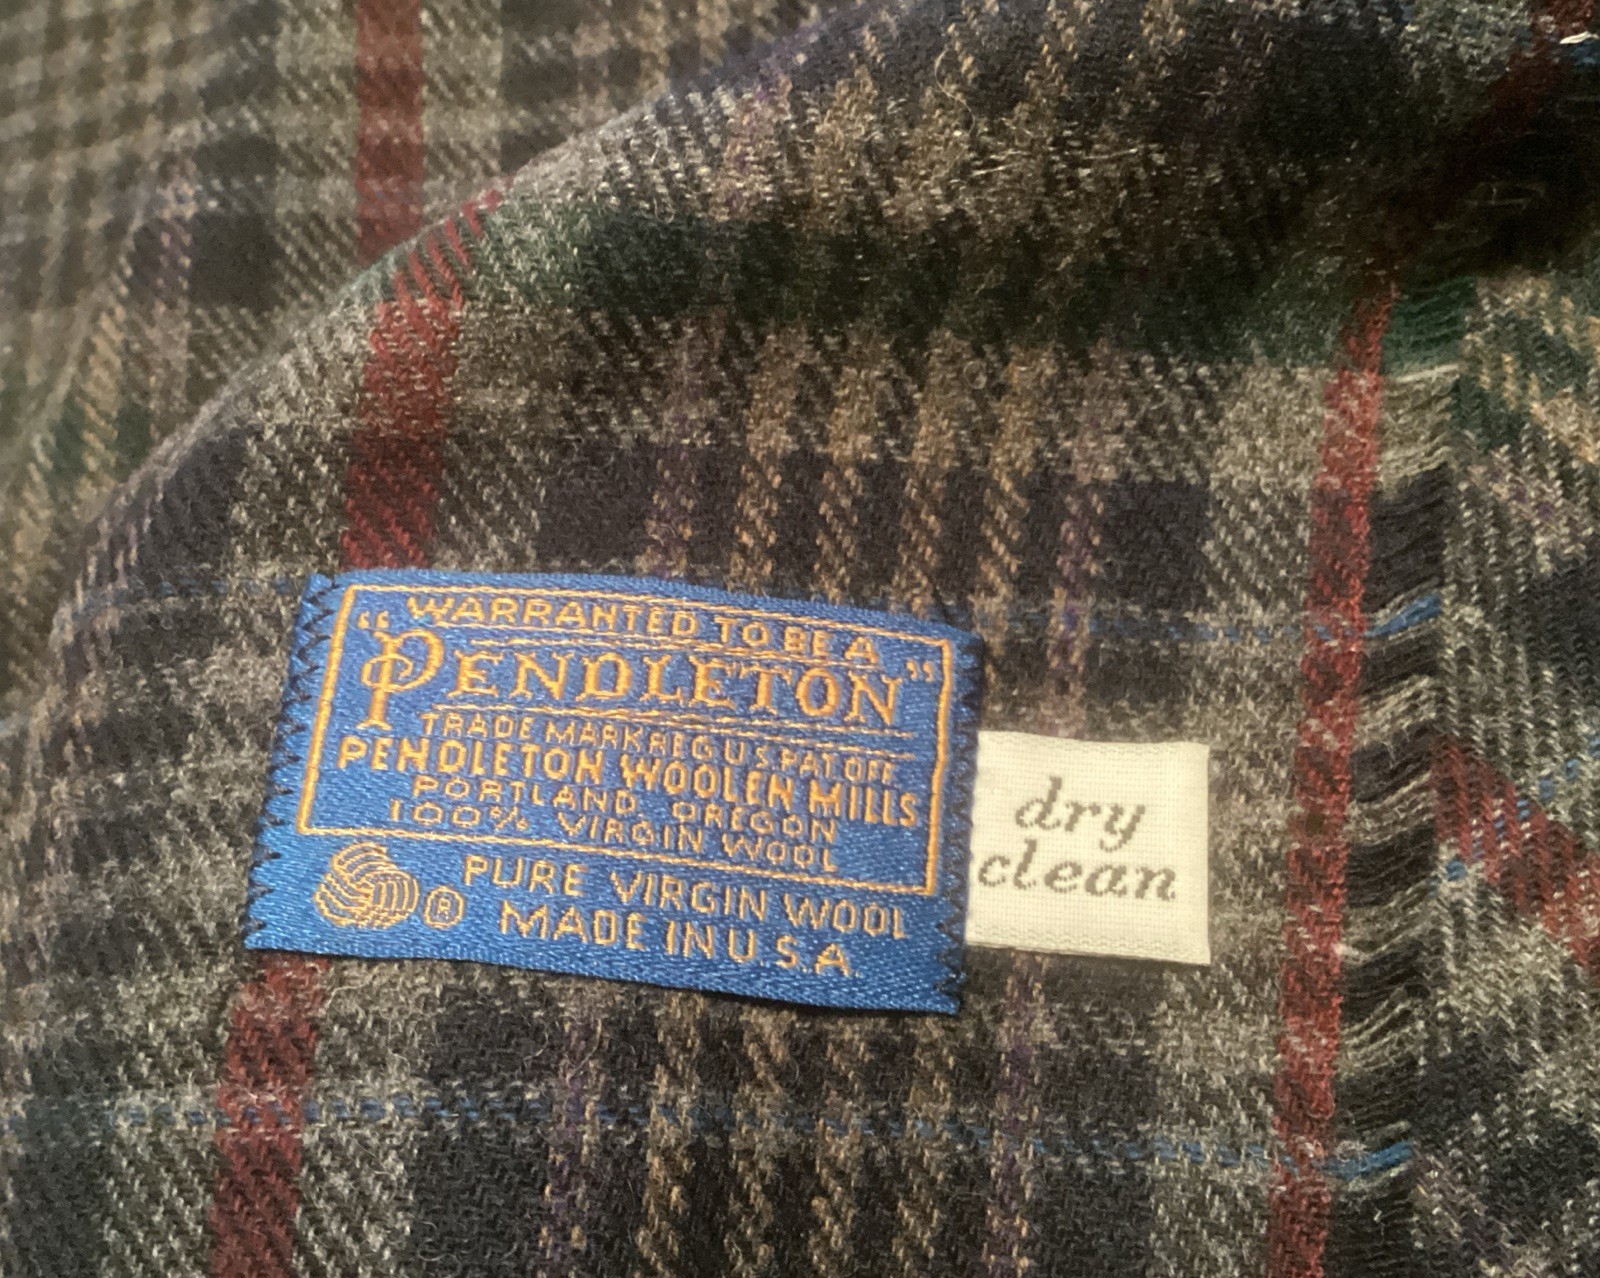 WARRANTED TO BE A
"PENDLETON"
TRADE MARK REG U.S. PAT. OFF.
PENDLETON WOOLEN MILLS
PORTLAND, OREGON
100% VIRGIN WOOL
® PURE VIRGIN WOOL
MADE IN U.S.A.
dry
clean